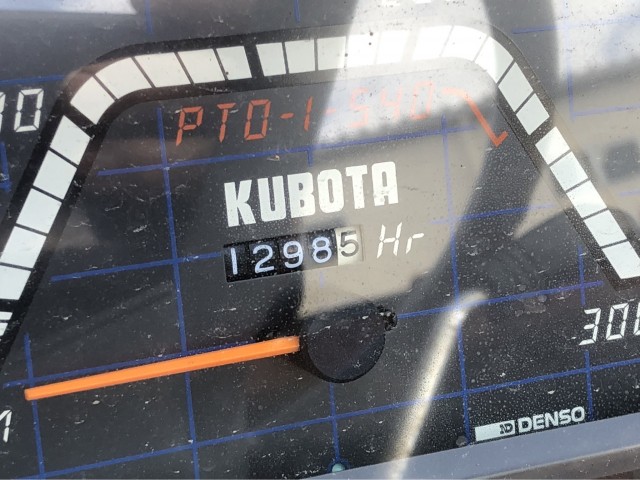 PTO-1-540
KUBOTA
12985 Hr
DENSO